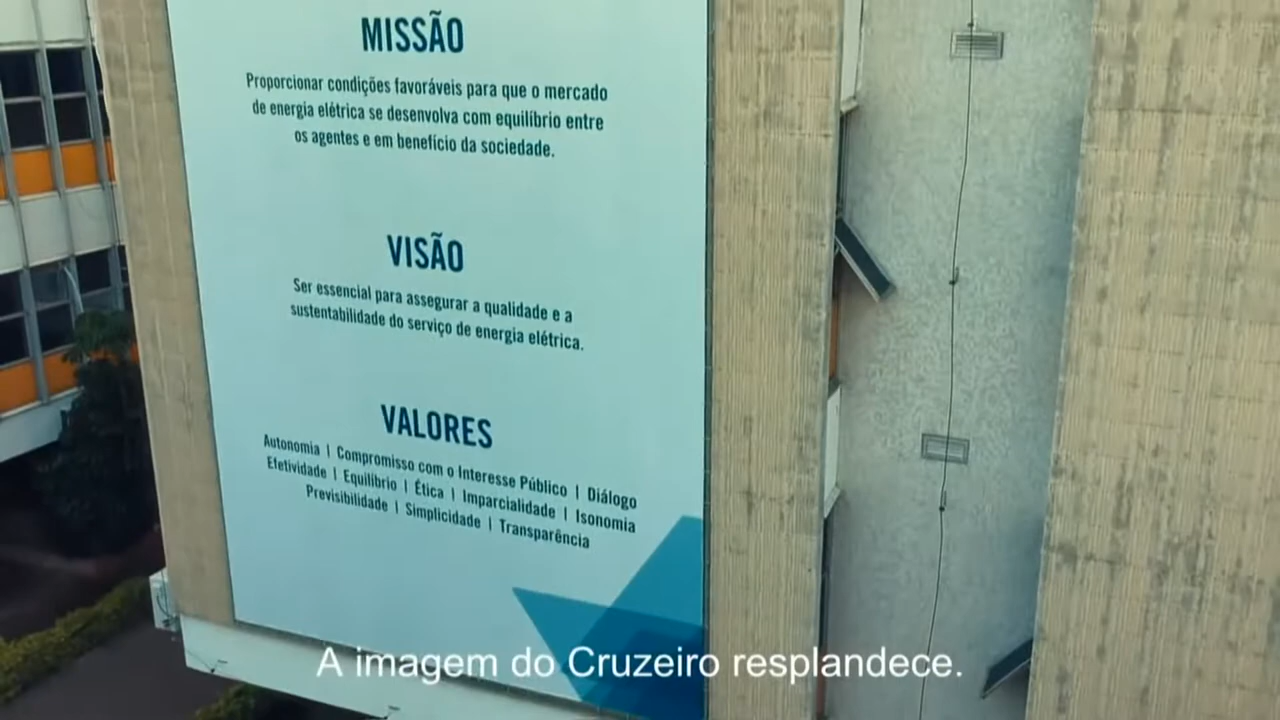 MISSÃO
Proporcionar condições favoráveis para que o mercado
de energia elétrica se desenvolva com equilíbrio entre
os agentes e em benefício da sociedade.
VISÃO
Ser essencial para assegurar a qualidade e a
sustentabilidade do serviço de energia elétrica.
VALORES
Autonomia | Compromisso com o Interesse Público | Diálogo
Efetividade | Equilíbrio | Ética | Imparcialidade | Isonomia
Previsibilidade | Simplicidade | Transparência
A imagem do Cruzeiro resplandece.